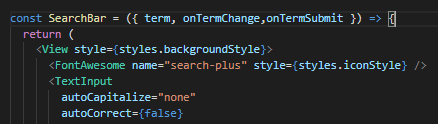 const SearchBar = ({ term, onTermChange,onTermSubmit }) => {
return (
<View style={styles.backgroundStyle}>
<FontAwesome name="search-plus" style={styles.iconStyle} />
<TextInput
autoCapitalize="none"
autoCorrect={false}